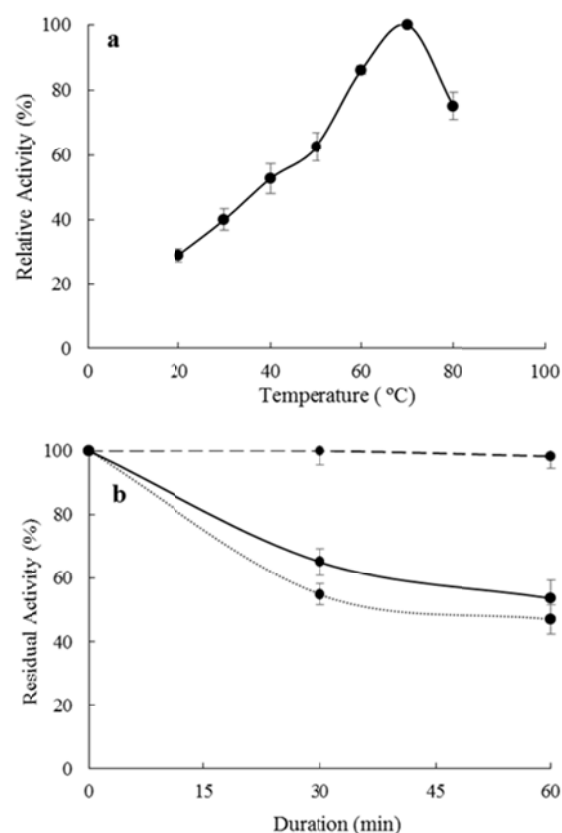 a
Relative Activity (%)
100
80
60
40
20
0
0 20 40 60 80 100
Temperature ( ºC)
b
Residual Activity (%)
100
80
60
40
20
0
0 15 30 45 60
Duration (min)